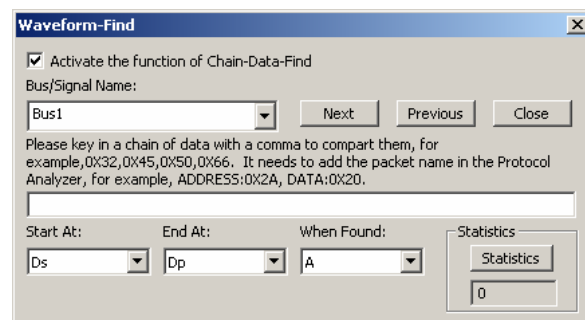 Waveform-Find
Activate the function of Chain-Data-Find
Bus/Signal Name:
Bus1
Next
Previous
Close
Please key in a chain of data with a comma to compart them, for
example,0X32,0X45,0X50,0X66. It needs to add the packet name in the Protocol
Analyzer, for example, ADDRESS:0X2A, DATA:0X20.
Start At:
End At:
When Found:
Statistics
Ds
Dp
A
Statistics
0